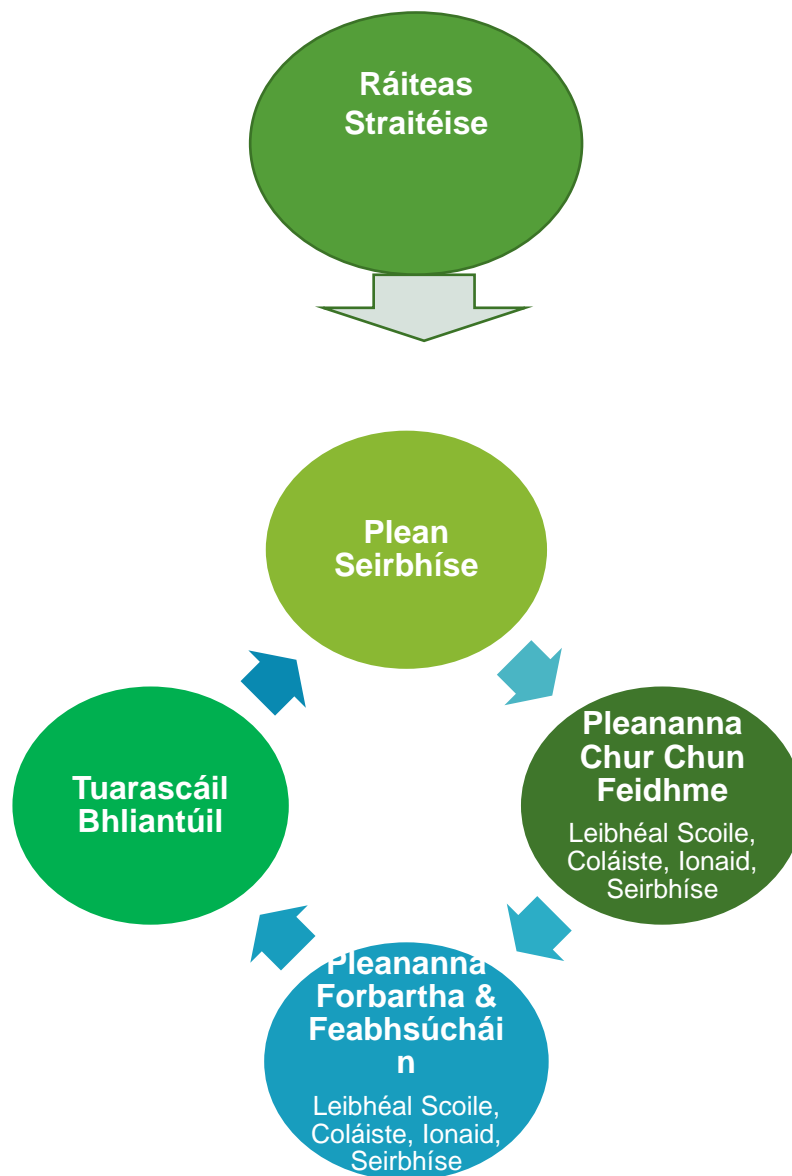 Ráiteas
Straitéise
Plean
Seirbhíse
Pleananna
Chur Chun
Feidhme
Leibhéal Scoile,
Coláiste, Ionaid,
Seirbhíse
Pleananna
Forbartha &
Feabhsúchái
n
Leibhéal Scoile,
Coláiste, Ionaid,
Seirbhíse
Tuarascáil
Bhliantúil